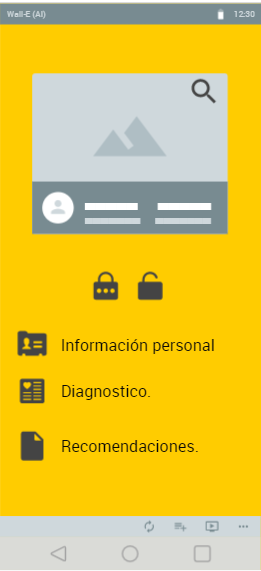 Wall-E (AI)
12:30
Información personal
Diagnostico.
Recomendaciones.